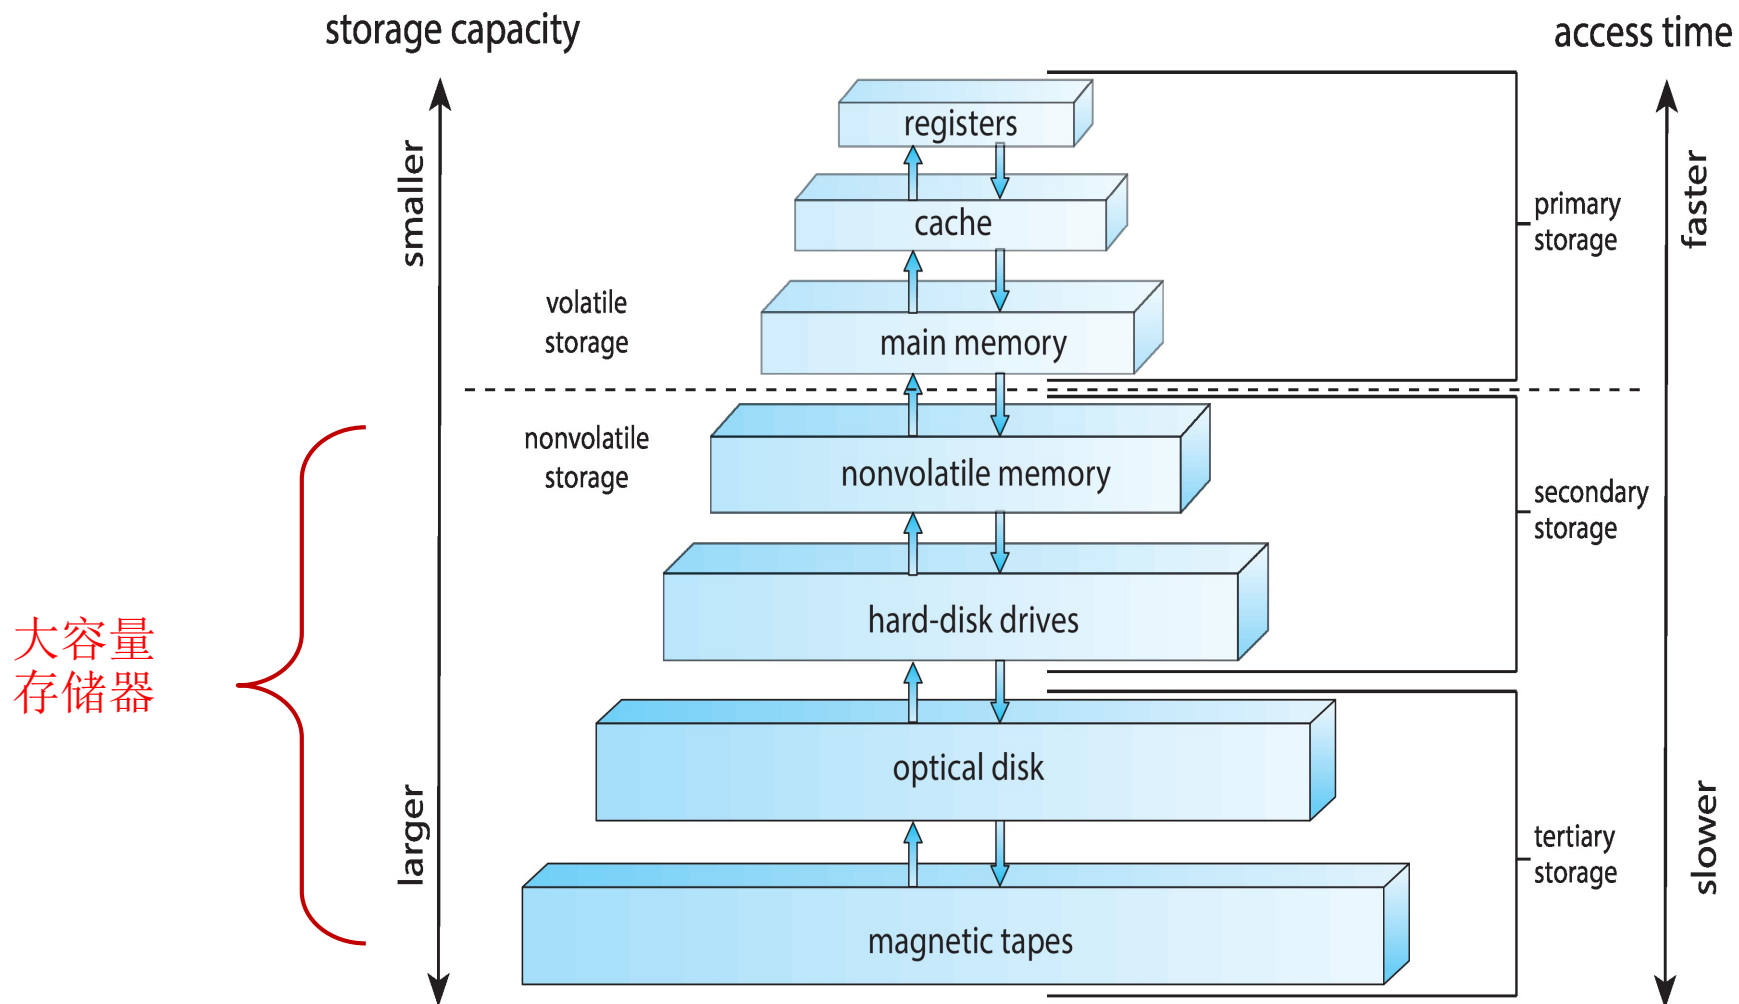 storage capacity
access time
smaller
larger
registers
cache
main memory
volatile
storage
nonvolatile
storage
nonvolatile memory
hard-disk drives
optical disk
magnetic tapes
primary
storage
secondary
storage
tertiary
storage
faster
slower
大容量
存储器